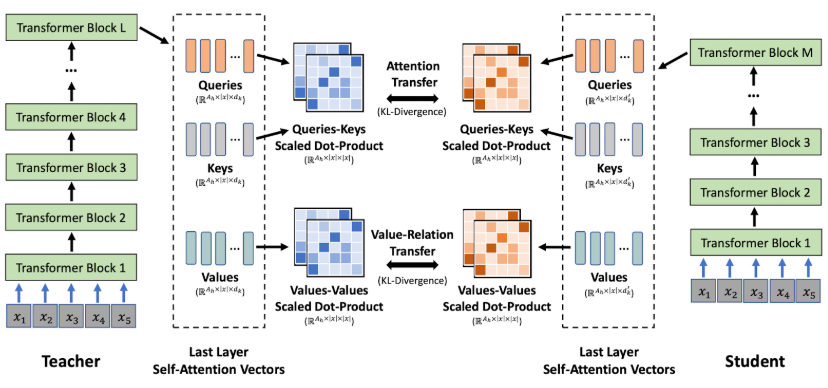 Transformer Block L
...
Transformer Block 4
Transformer Block 3
Transformer Block 2
Transformer Block 1
x₁ x₂ x₃ x₄ x₅
Teacher
...
Queries
(ℝ^{A_h×|x|×d_k})
...
Keys
(ℝ^{A_h×|x|×d_k})
...
Values
(ℝ^{A_h×|x|×d_k})
Last Layer
Self-Attention Vectors
Queries-Keys
Scaled Dot-Product
(ℝ^{A_h×|x|×|x|})
Values-Values
Scaled Dot-Product
(ℝ^{A_h×|x|×|x|})
Attention
Transfer
(KL-Divergence)
Value-Relation
Transfer
(KL-Divergence)
Queries-Keys
Scaled Dot-Product
(ℝ^{A_h×|x|×|x|})
Values-Values
Scaled Dot-Product
(ℝ^{A_h×|x|×|x|})
...
Queries
(ℝ^{A_h×|x|×d'_k})
...
Keys
(ℝ^{A_h×|x|×d'_k})
...
Values
(ℝ^{A_h×|x|×d'_k})
Last Layer
Self-Attention Vectors
Transformer Block M
...
Transformer Block 3
Transformer Block 2
Transformer Block 1
x₁ x₂ x₃ x₄ x₅
Student